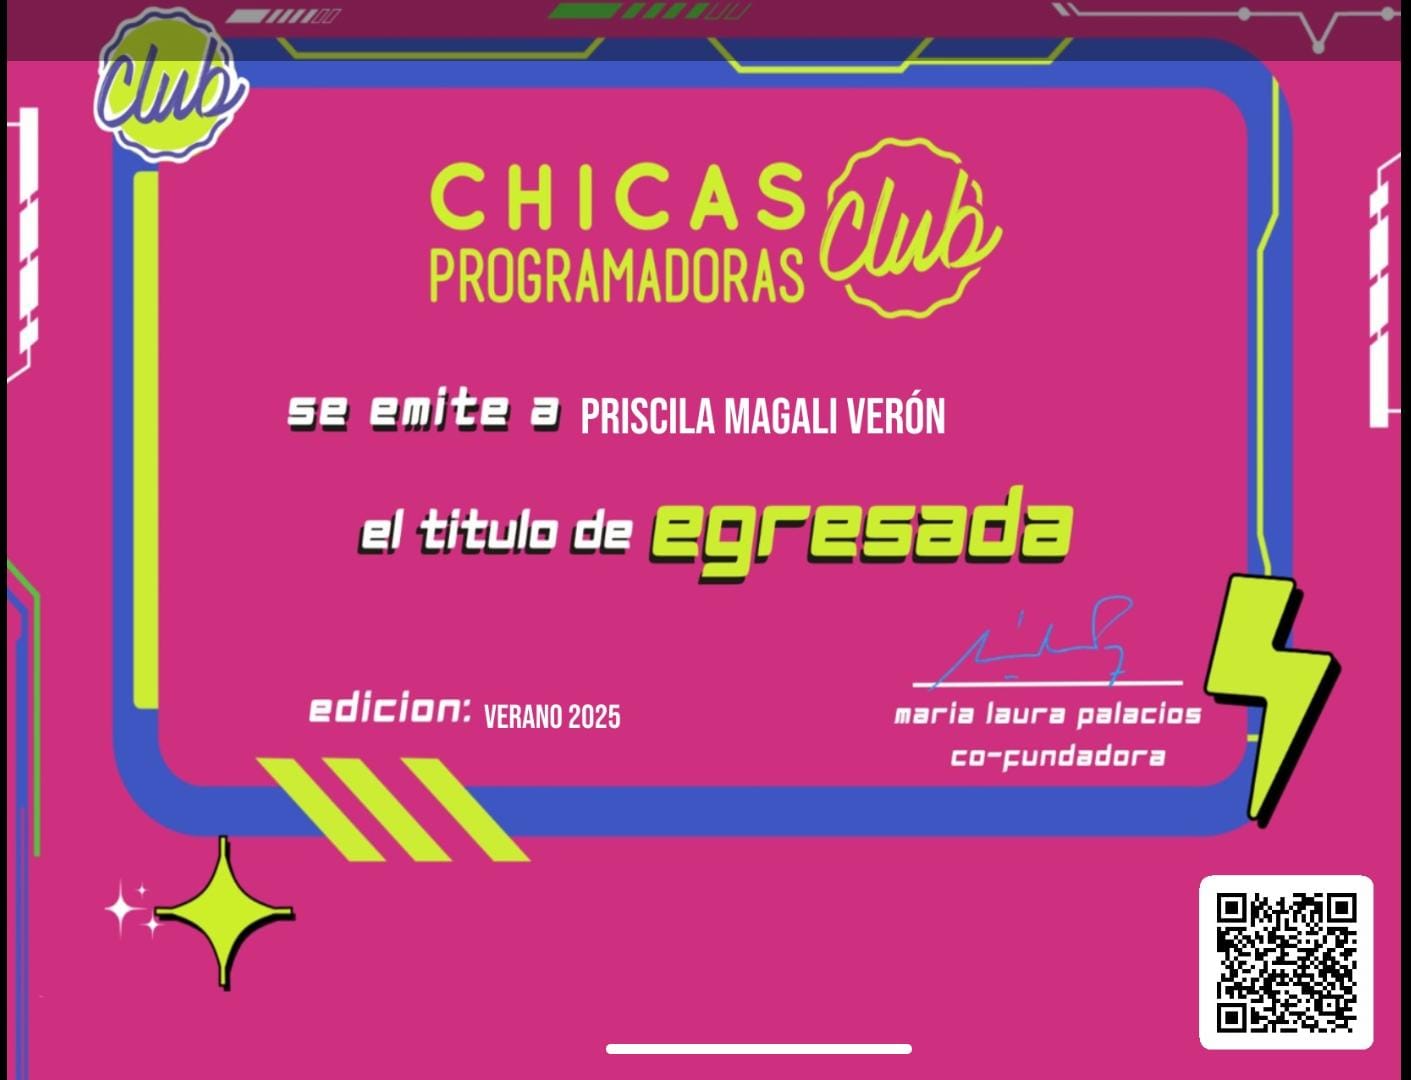 Club
CHICAS
PROGRAMADORAS
Club
se emite a PRISCILA MAGALI VERÓN
el titulo de egresada
edicion: VERANO 2025
maria laura palacios
co-fundadora